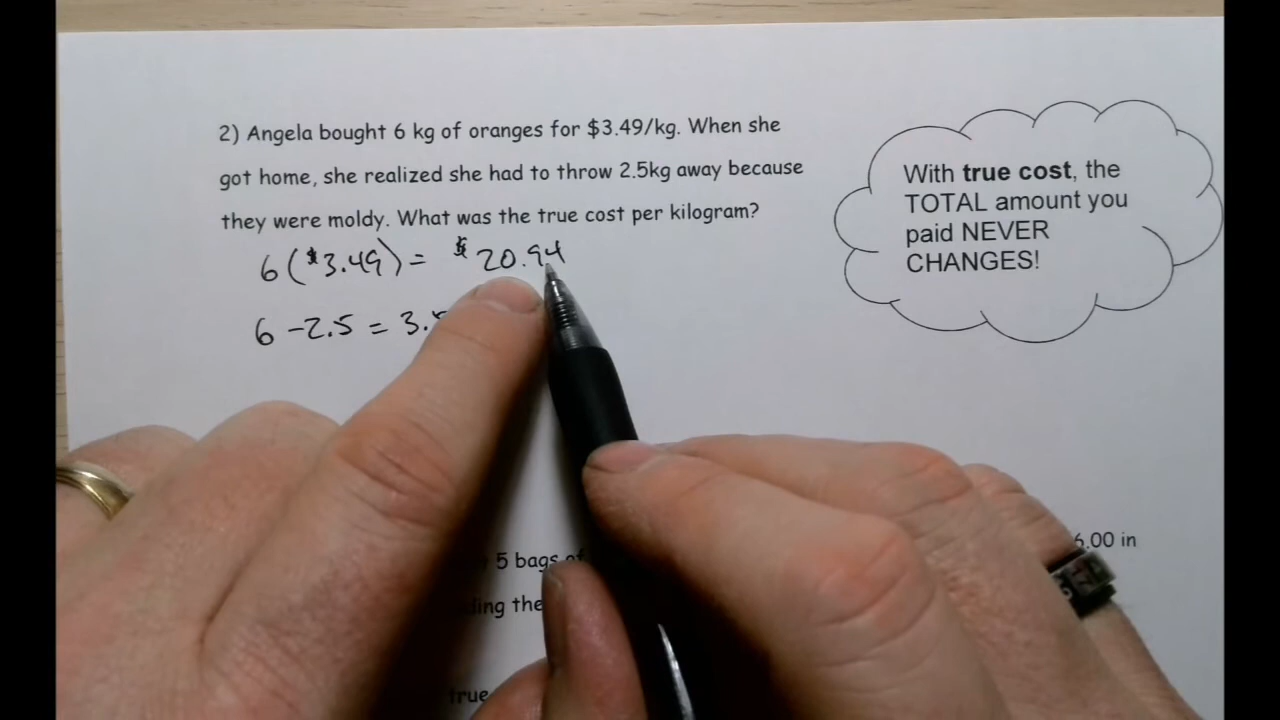 2) Angela bought 6 kg of oranges for $3.49/kg. When she
got home, she realized she had to throw 2.5kg away because
they were moldy. What was the true cost per kilogram?
6($3.49) = $20.94
6 - 2.5 = 3.
With true cost, the
TOTAL amount you
paid NEVER
CHANGES!
5 bags of
6.00 in
the
true